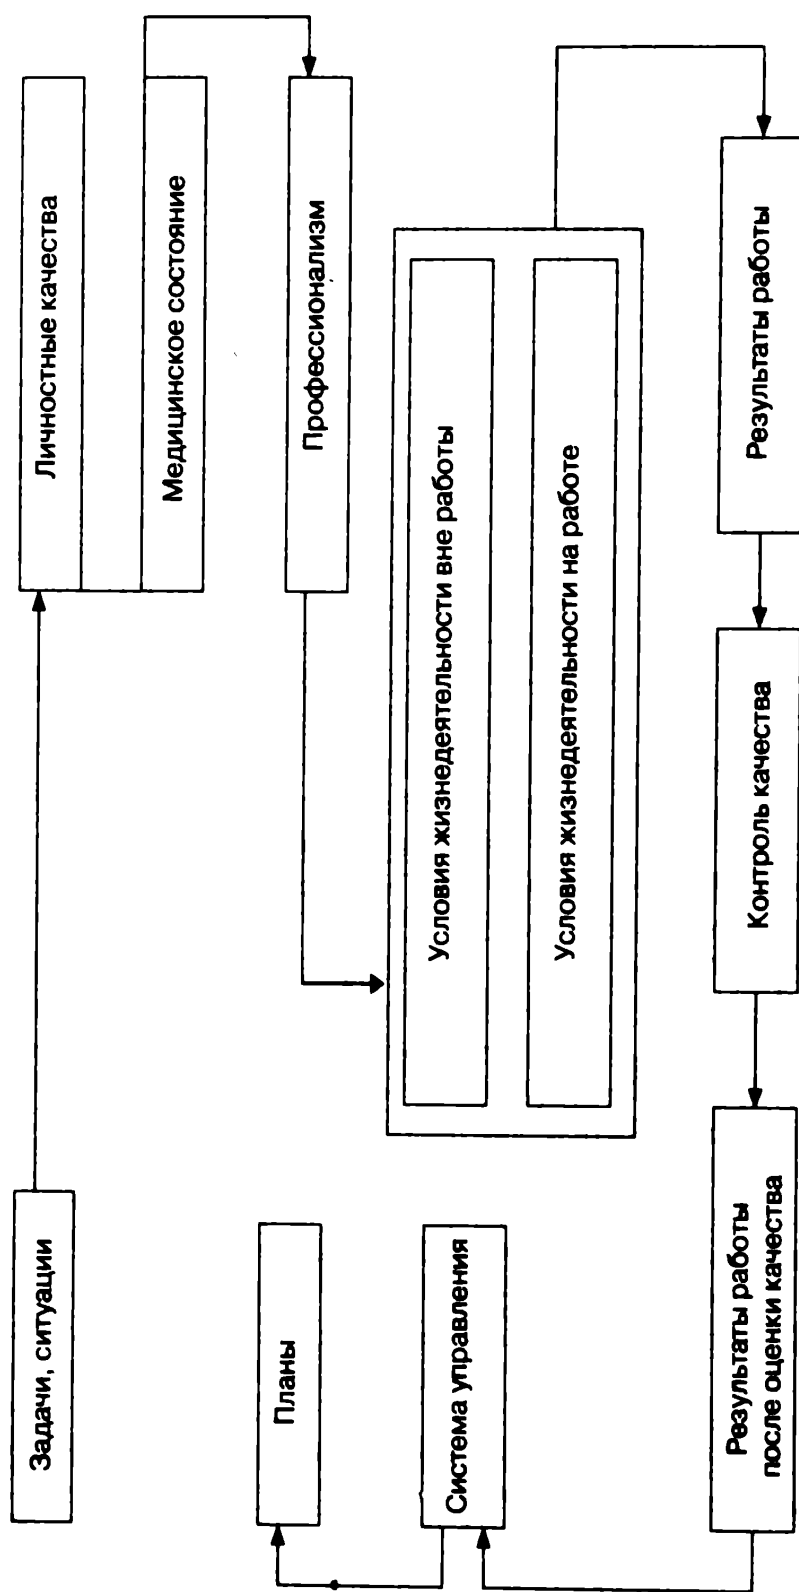 Задачи, ситуации
Личностные качества
Медицинское состояние
Профессионализм
Планы
Условия жизнедеятельности вне работы
Условия жизнедеятельности на работе
Система управления
Результаты работы
после оценки качества
Контроль качества
Результаты работы